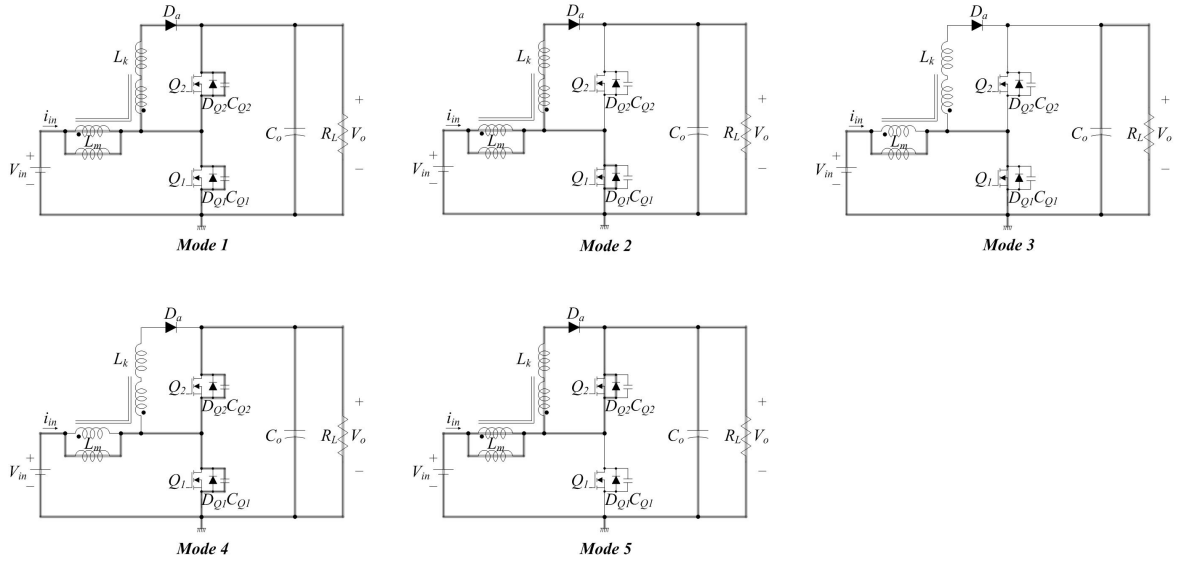 Da
Lk
Q2
DQ2CQ2
iin
Lm
Vin
+
−
Q1
DQ1CQ1
Co
RL
Vo
+
−
Mode 1
Da
Lk
Q2
DQ2CQ2
iin
Lm
Vin
+
−
Q1
DQ1CQ1
Co
RL
Vo
+
−
Mode 2
Da
Lk
Q2
DQ2CQ2
iin
Lm
Vin
+
−
Q1
DQ1CQ1
Co
RL
Vo
+
−
Mode 3
Da
Lk
Q2
DQ2CQ2
iin
Lm
Vin
+
−
Q1
DQ1CQ1
Co
RL
Vo
+
−
Mode 4
Da
Lk
Q2
DQ2CQ2
iin
Lm
Vin
+
−
Q1
DQ1CQ1
Co
RL
Vo
+
−
Mode 5